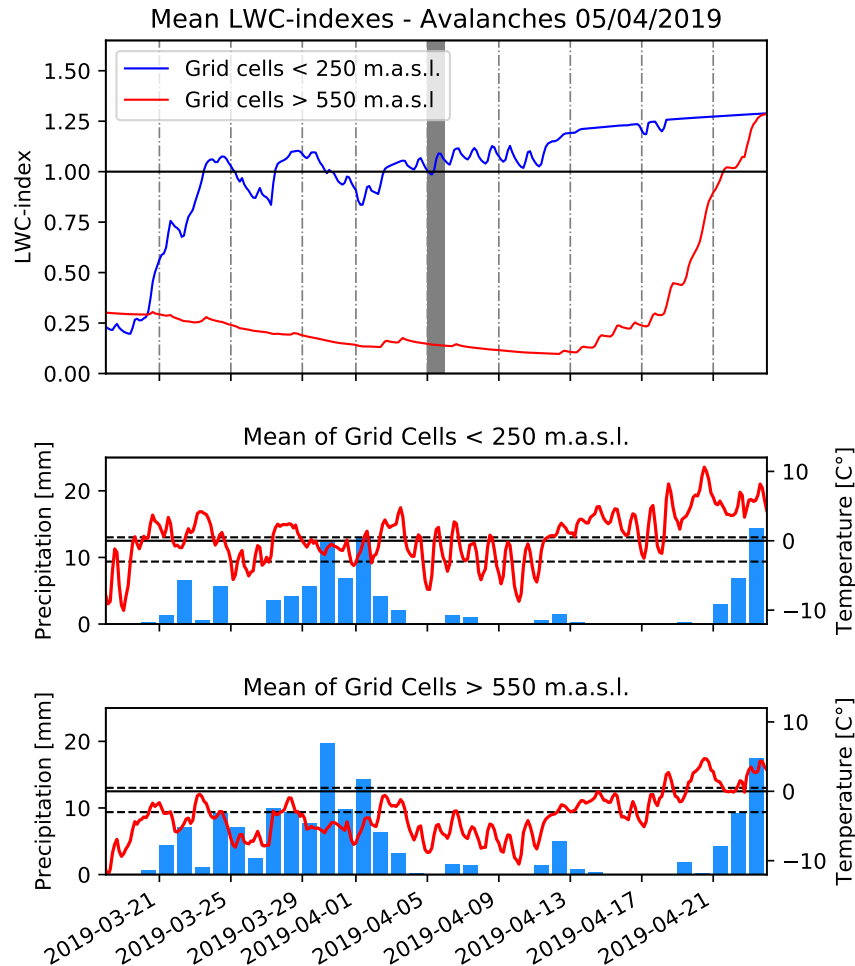 Mean LWC-indexes - Avalanches 05/04/2019
LWC-index
1.50
1.25
1.00
0.75
0.50
0.25
0.00
Grid cells < 250 m.a.s.l.
Grid cells > 550 m.a.s.l
Mean of Grid Cells < 250 m.a.s.l.
Precipitation [mm]
20
10
0
10
0
−10
Temperature [C°]
Mean of Grid Cells > 550 m.a.s.l.
Precipitation [mm]
20
10
0
10
0
−10
Temperature [C°]
2019-03-21
2019-03-25
2019-03-29
2019-04-01
2019-04-05
2019-04-09
2019-04-13
2019-04-17
2019-04-21